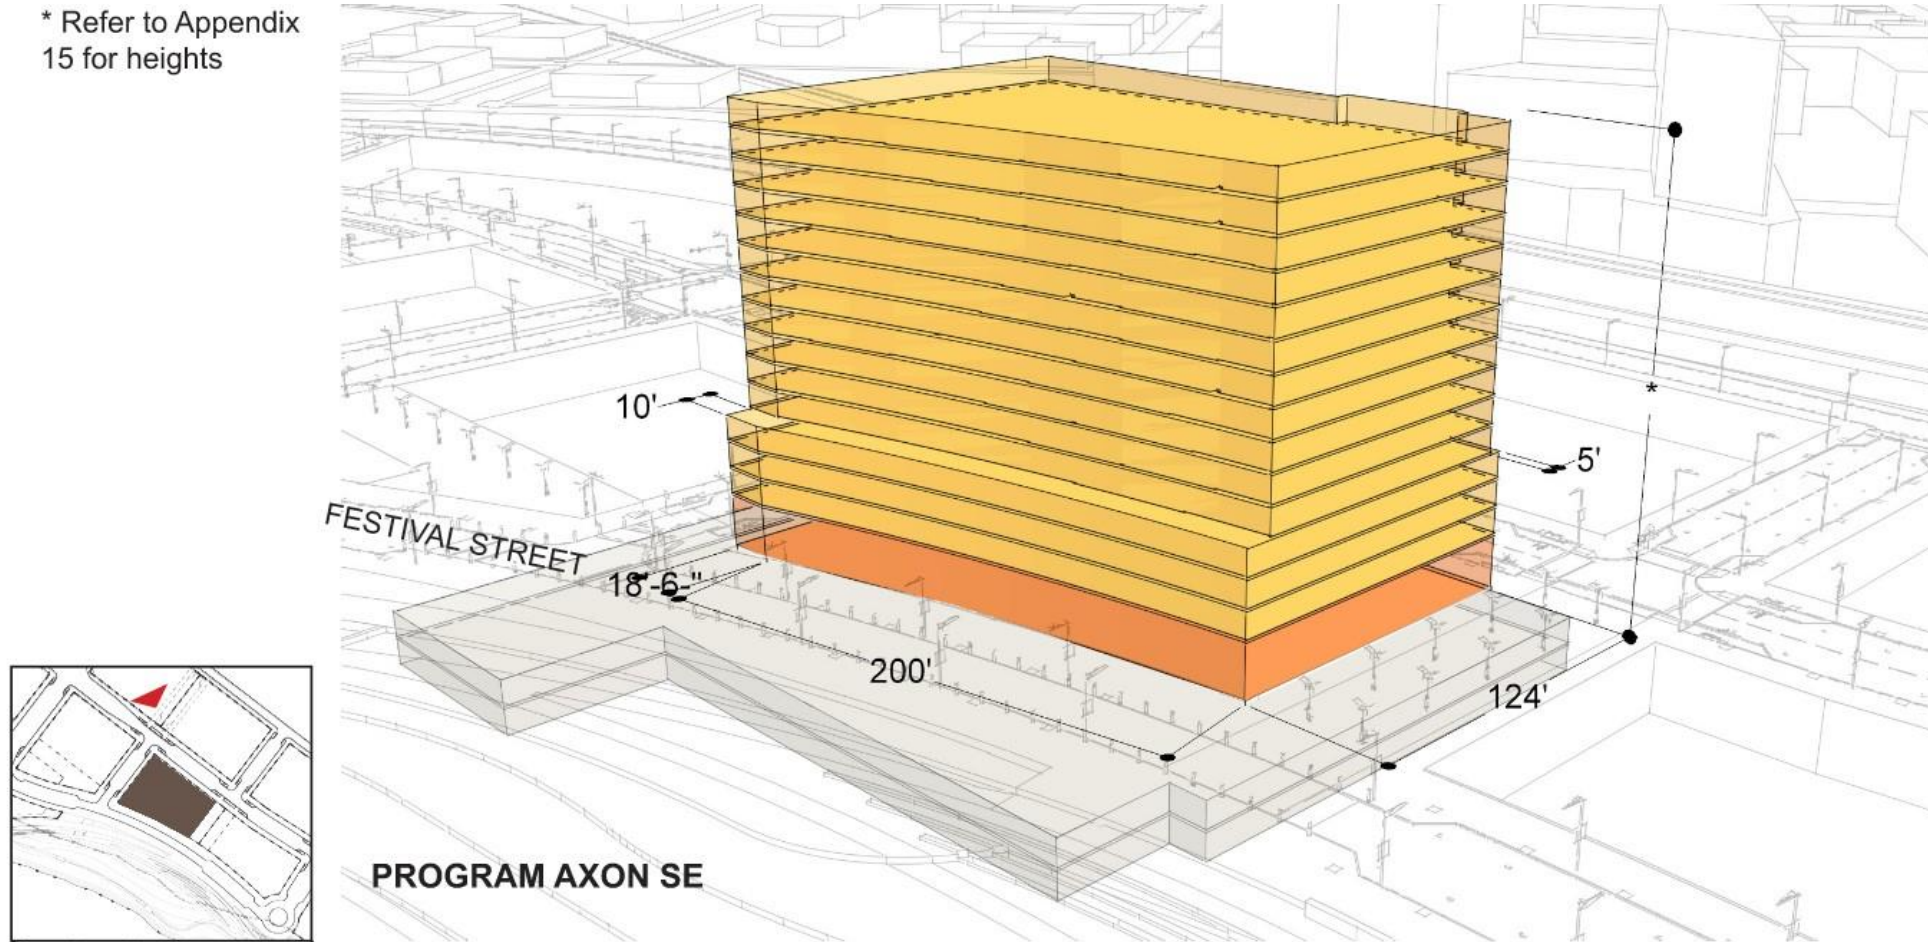 * Refer to Appendix
15 for heights
10'
5'
*
FESTIVAL STREET
18'-6-"
200'
124'
PROGRAM AXON SE